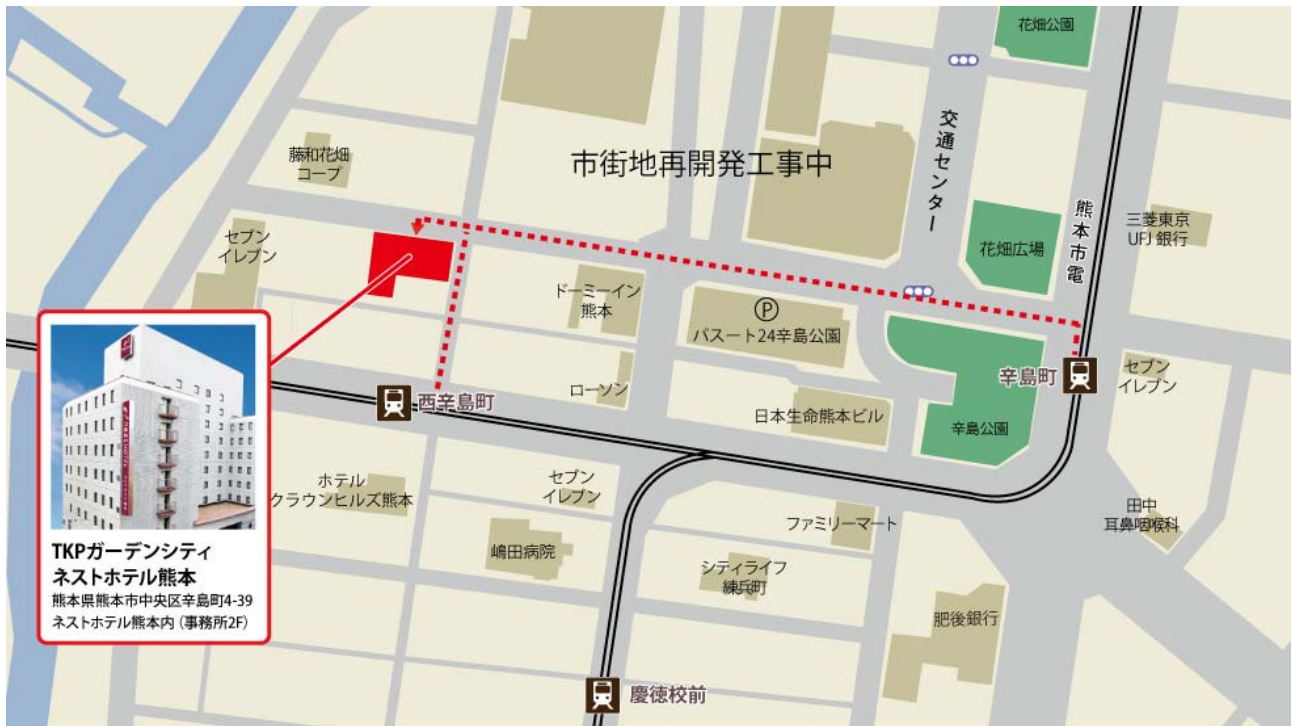 花畑公園
交通センター
藤和花畑
コープ
市街地再開発工事中
熊本市電
三菱東京
UFJ 銀行
セブン
イレブン
花畑広場
ドーミーイン
熊本
P
パスート24辛島公園
辛島町
セブン
イレブン
西辛島町
ローソン
日本生命熊本ビル
辛島公園
ホテル
クラウンヒルズ熊本
セブン
イレブン
ファミリーマート
田中
耳鼻咽喉科
嶋田病院
シティライフ
練兵町
肥後銀行
慶徳校前
TKPガーデンシティ
ネストホテル熊本
熊本県熊本市中央区辛島町4-39
ネストホテル熊本内 (事務所2F)